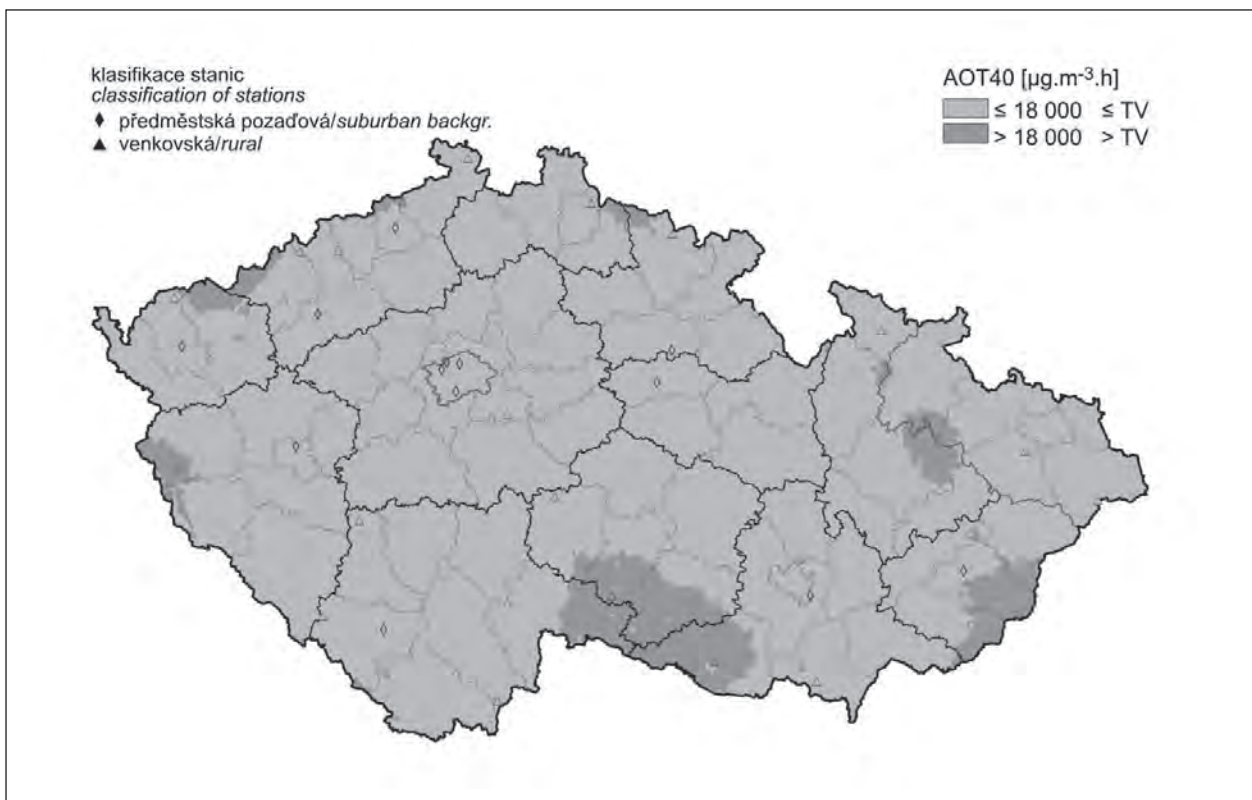 klasifikace stanic
classification of stations
předměstská pozaďová/suburban backgr.
venkovská/rural
AOT40 [µg.m-3.h]
≤ 18 000 ≤ TV
> 18 000 > TV